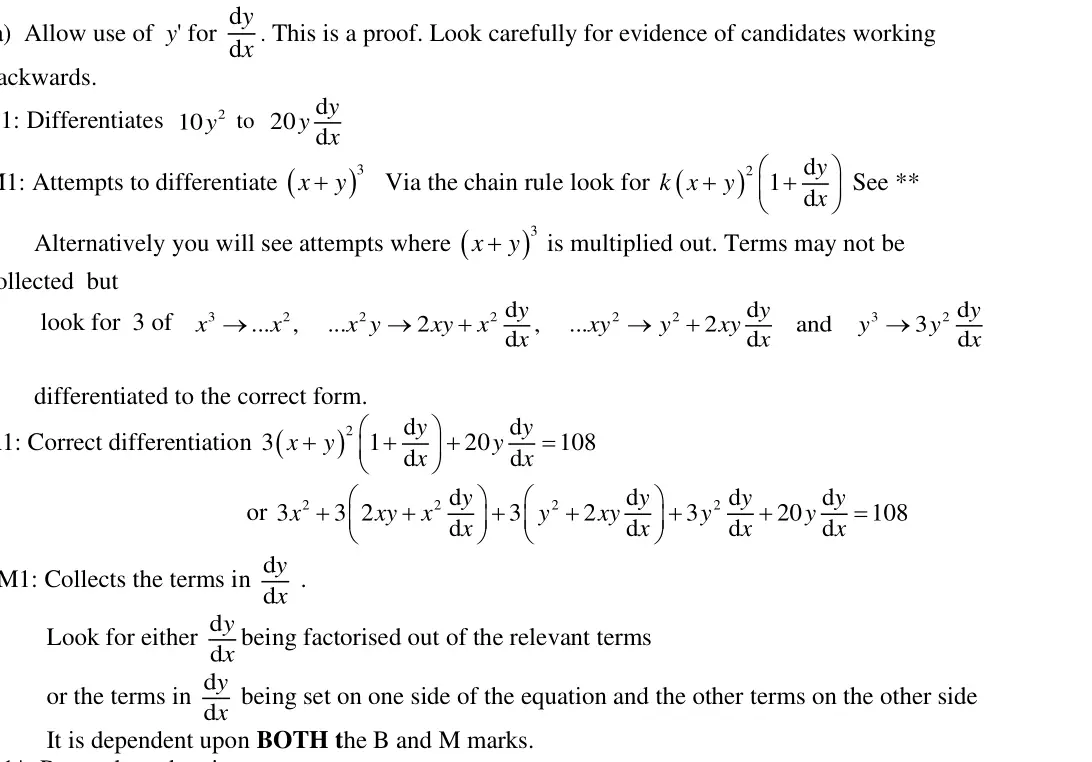 a) Allow use of y' for dy/dx. This is a proof. Look carefully for evidence of candidates working
ackwards.
1: Differentiates 10y² to 20y dy/dx
M1: Attempts to differentiate (x + y)³ Via the chain rule look for k(x + y)²(1 + dy/dx) See **
Alternatively you will see attempts where (x + y)³ is multiplied out. Terms may not be
ollected but
look for 3 of x³ → ...x², ...x²y → 2xy + x² dy/dx, ...xy² → y² + 2xy dy/dx and y³ → 3y² dy/dx
differentiated to the correct form.
1: Correct differentiation 3(x + y)²(1 + dy/dx) + 20y dy/dx = 108
or 3x² + 3(2xy + x² dy/dx) + 3(y² + 2xy dy/dx) + 3y² dy/dx + 20y dy/dx = 108
M1: Collects the terms in dy/dx .
Look for either dy/dx being factorised out of the relevant terms
or the terms in dy/dx being set on one side of the equation and the other terms on the other side
It is dependent upon BOTH the B and M marks.